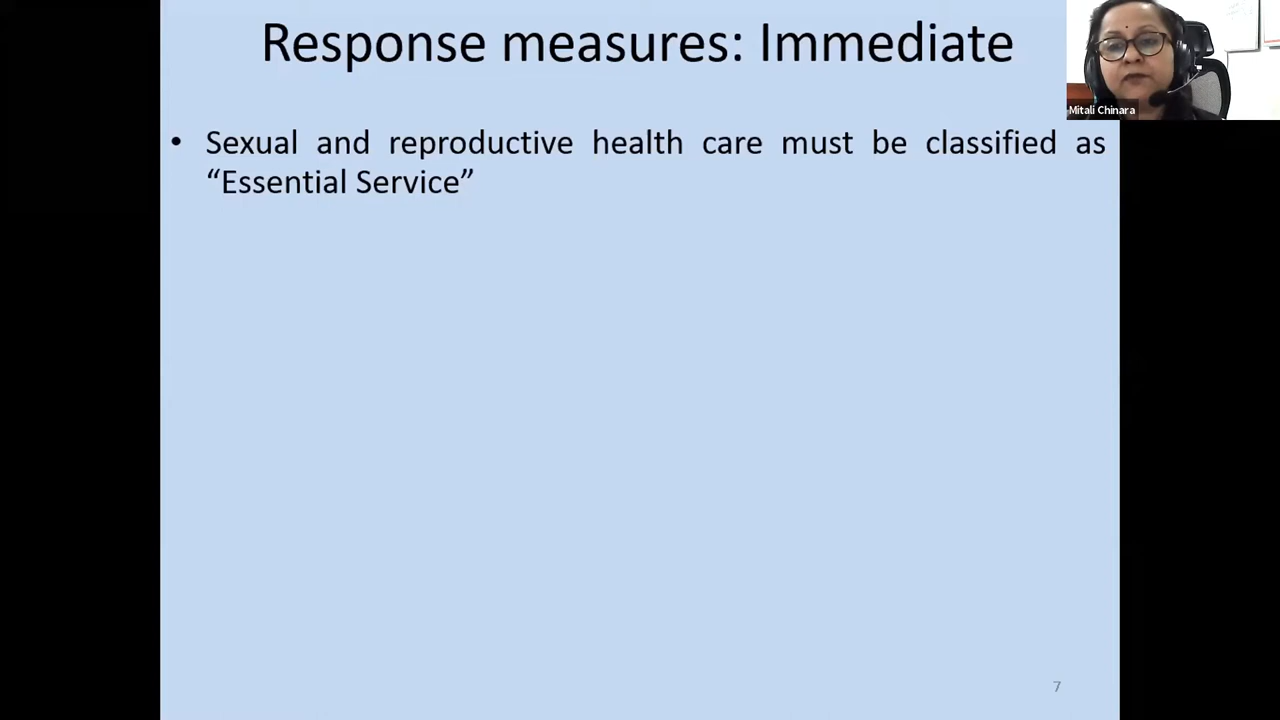 Response measures: Immediate
Mitali Chinara
• Sexual and reproductive health care must be classified as
“Essential Service”
7